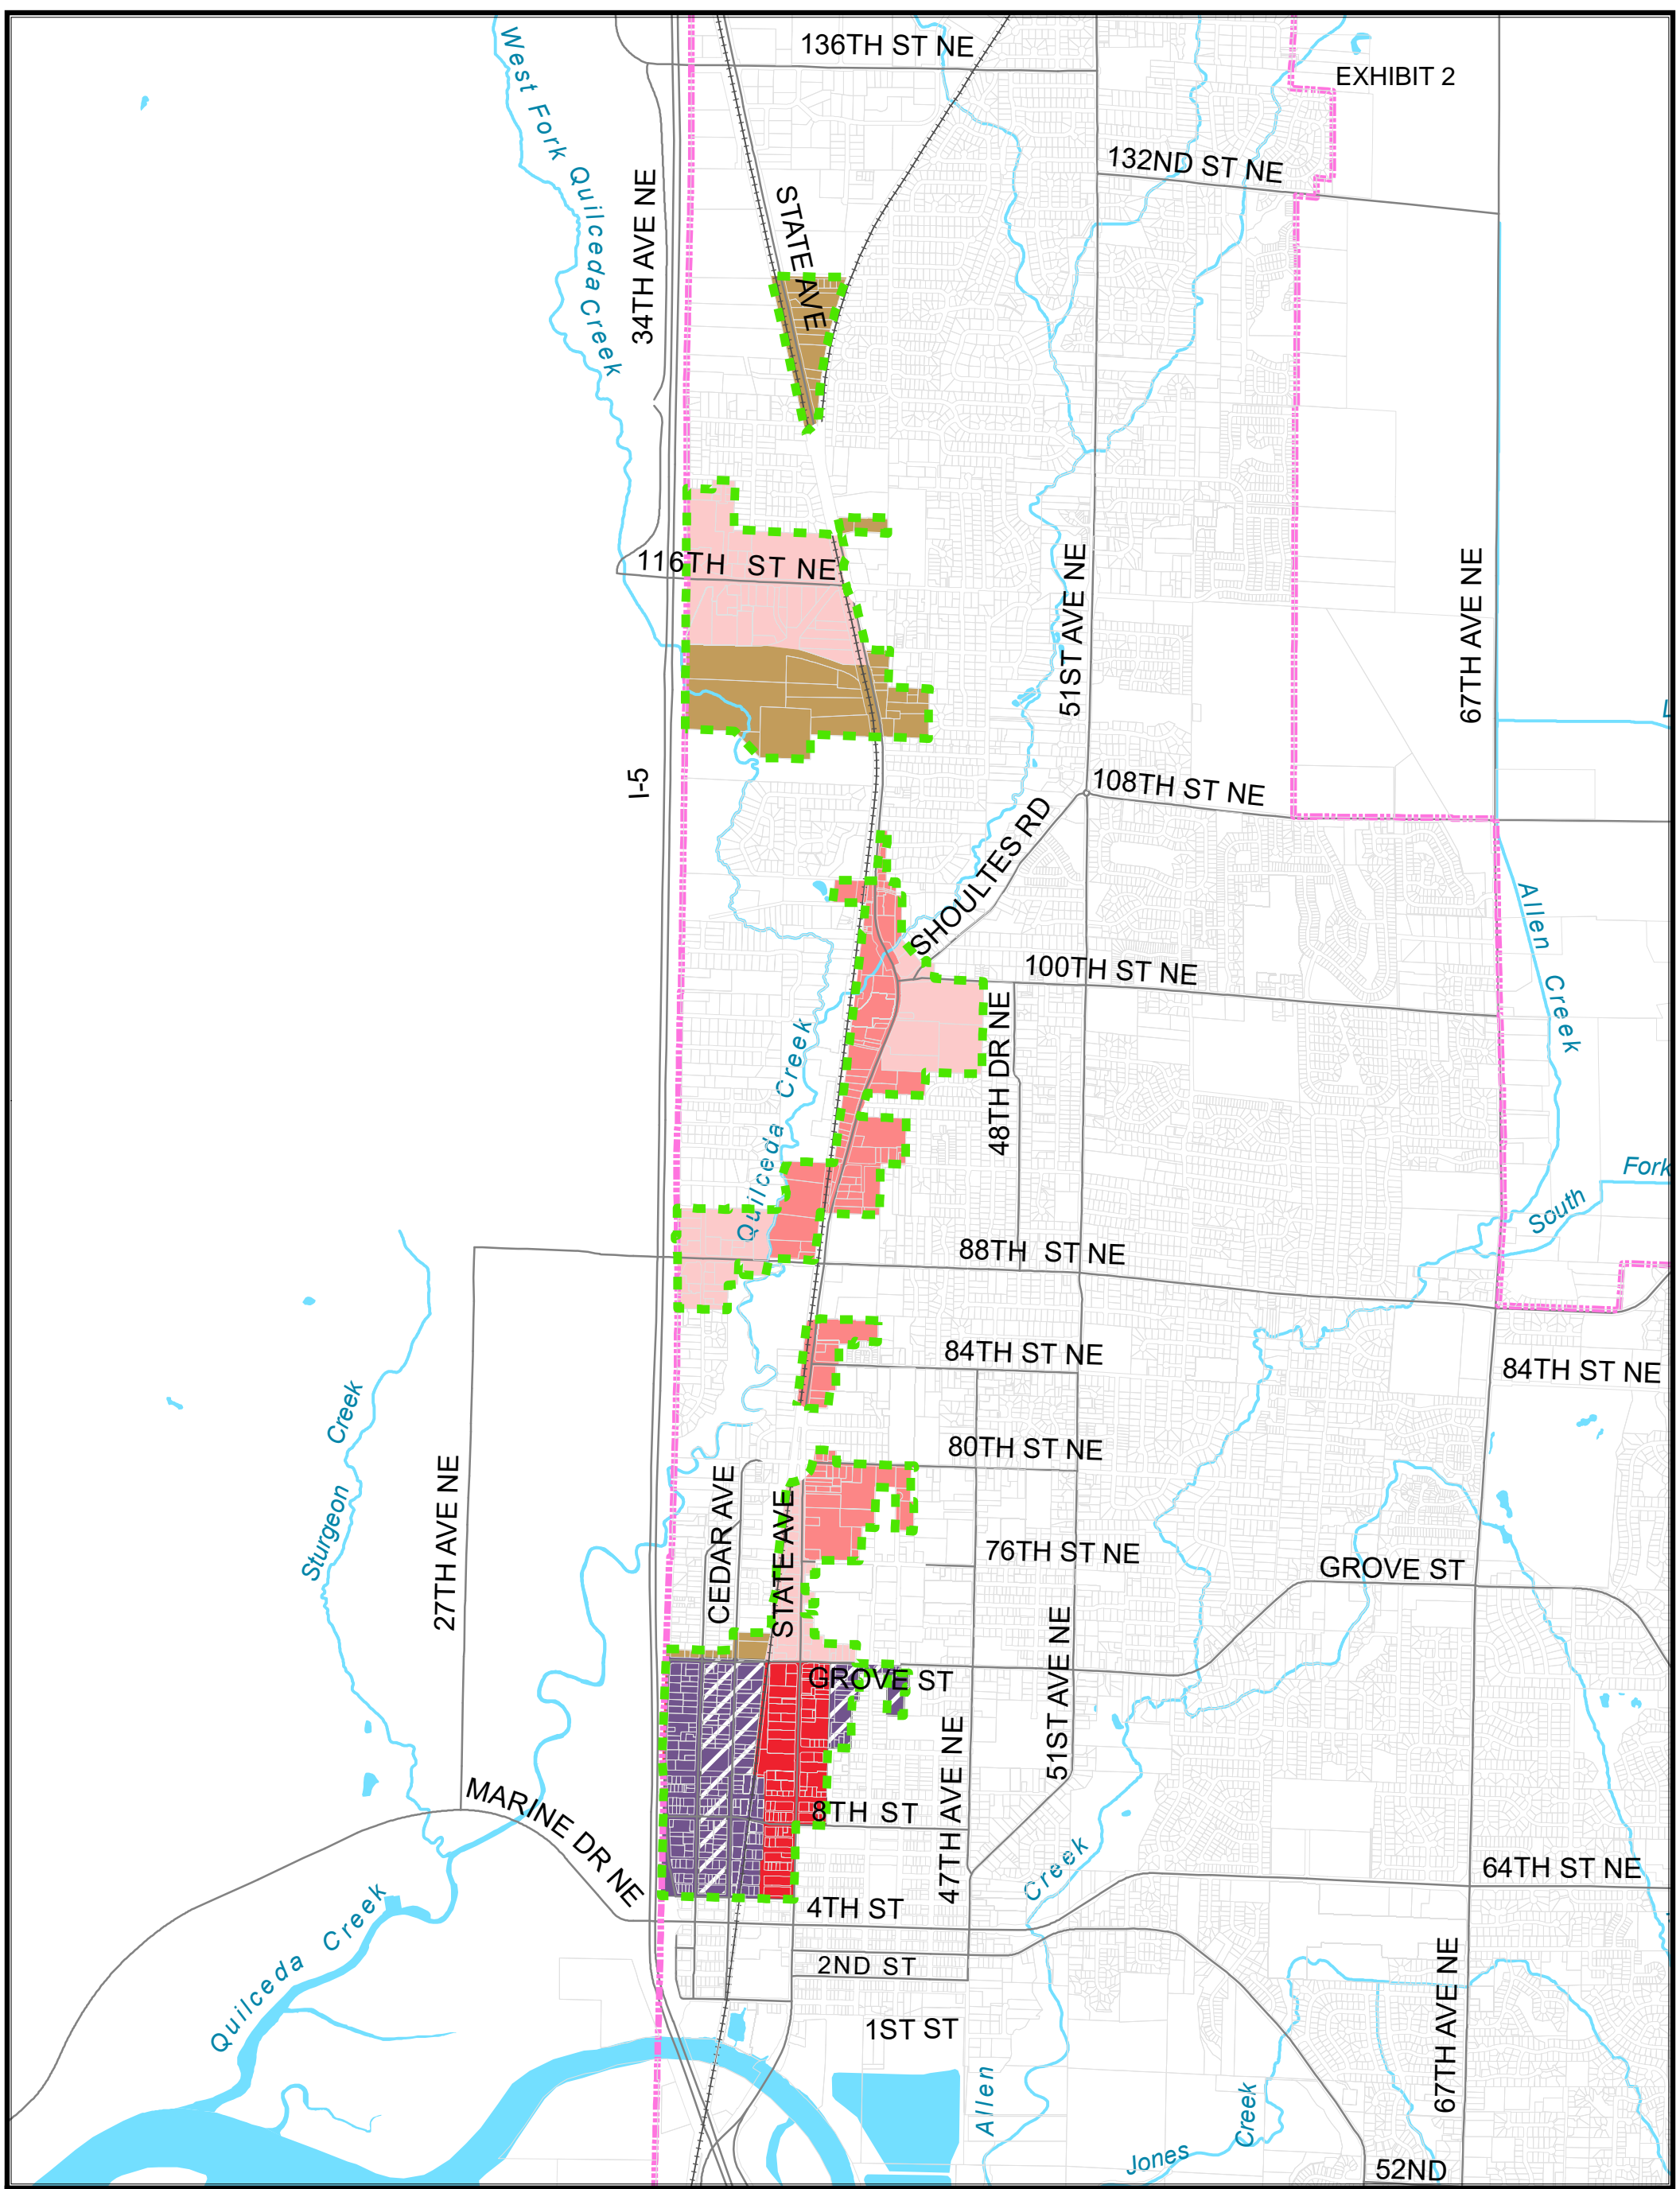 136TH ST NE
EXHIBIT 2
West Fork Quilceda Creek
132ND ST NE
34TH AVE NE
STATE AVE
116TH ST NE
51ST AVE NE
67TH AVE NE
L
I-5
108TH ST NE
SHOULTES RD
Allen Creek
100TH ST NE
48TH DR NE
Quilceda Creek
Fork
South
88TH ST NE
84TH ST NE
84TH ST NE
Sturgeon Creek
80TH ST NE
27TH AVE NE
CEDAR AVE
STATE AVE
76TH ST NE
GROVE ST
51ST AVE NE
GROVE ST
47TH AVE NE
MARINE DR NE
8TH ST
Creek
64TH ST NE
4TH ST
Quilceda Creek
2ND ST
67TH AVE NE
1ST ST
Allen
Creek
Jones
52ND